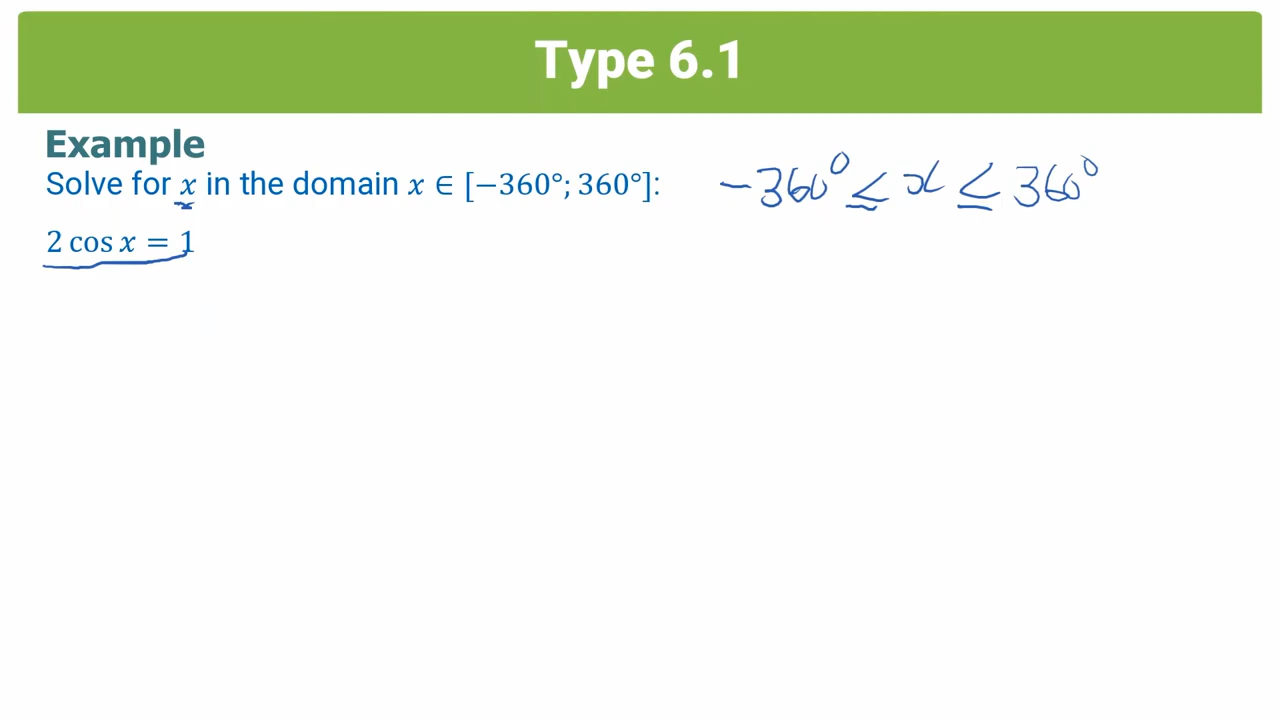 Type 6.1
Example
Solve for x in the domain x ∈ [−360°; 360°]:
−360° ≤ x ≤ 360°
2 cos x = 1